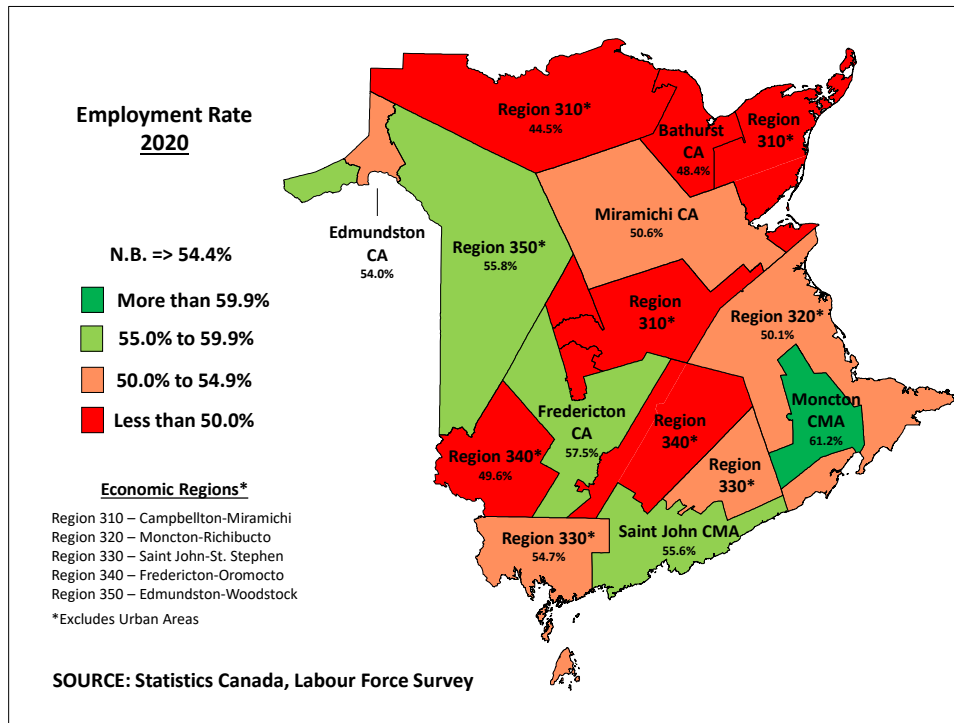 Employment Rate
2020
N.B. => 54.4%
More than 59.9%
55.0% to 59.9%
50.0% to 54.9%
Less than 50.0%
Economic Regions*
Region 310 – Campbellton-Miramichi
Region 320 – Moncton-Richibucto
Region 330 – Saint John-St. Stephen
Region 340 – Fredericton-Oromocto
Region 350 – Edmundston-Woodstock
*Excludes Urban Areas
SOURCE: Statistics Canada, Labour Force Survey
Region 310*
44.5%
Bathurst
CA
48.4%
Region
310*
Edmundston
CA
54.0%
Region 350*
55.8%
Miramichi CA
50.6%
Region
310*
Region 320*
50.1%
Moncton
CMA
61.2%
Fredericton
CA
57.5%
Region
340*
Region 340*
49.6%
Region
330*
Region 330*
54.7%
Saint John CMA
55.6%